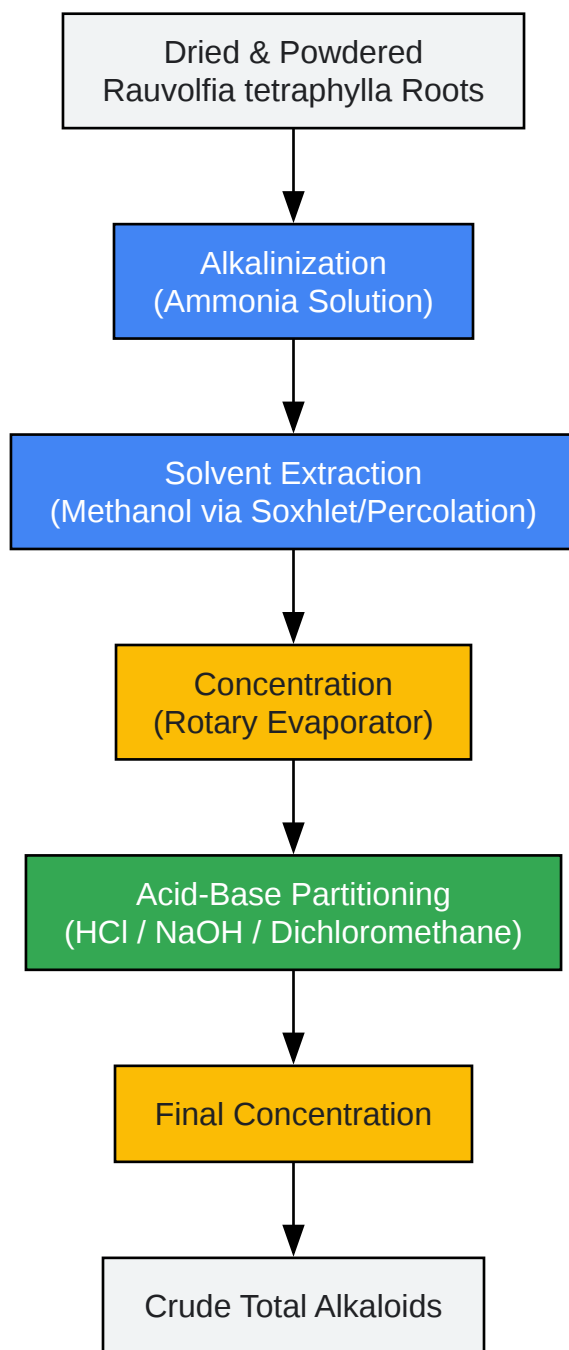 Dried & Powdered
Rauvolfia tetraphylla Roots
Alkalinization
(Ammonia Solution)
Solvent Extraction
(Methanol via Soxhlet/Percolation)
Concentration
(Rotary Evaporator)
Acid-Base Partitioning
(HCl / NaOH / Dichloromethane)
Final Concentration
Crude Total Alkaloids